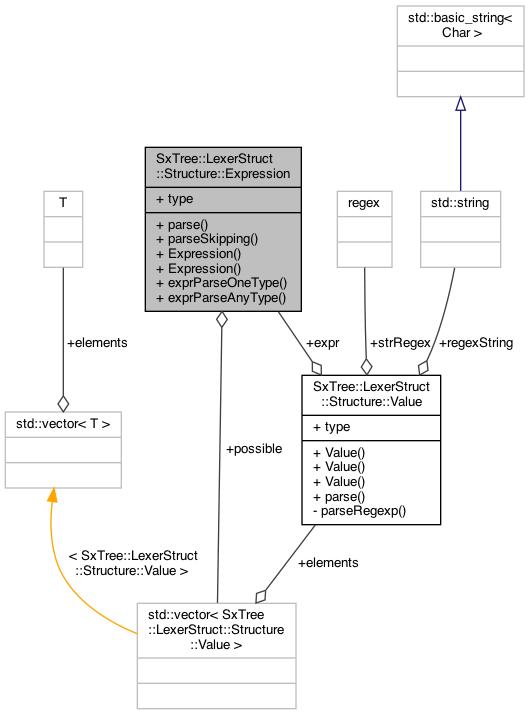 std::basic_string<
Char >
SxTree::LexerStruct
::Structure::Expression
+ type
+ parse()
+ parseSkipping()
+ Expression()
+ Expression()
+ exprParseOneType()
+ exprParseAnyType()
T
regex
std::string
+elements
+expr
+strRegex
+regexString
SxTree::LexerStruct
::Structure::Value
+ type
+ Value()
+ Value()
+ Value()
+ parse()
- parseRegexp()
std::vector< T >
+possible
< SxTree::LexerStruct
::Structure::Value >
+elements
std::vector< SxTree
::LexerStruct::Structure
::Value >